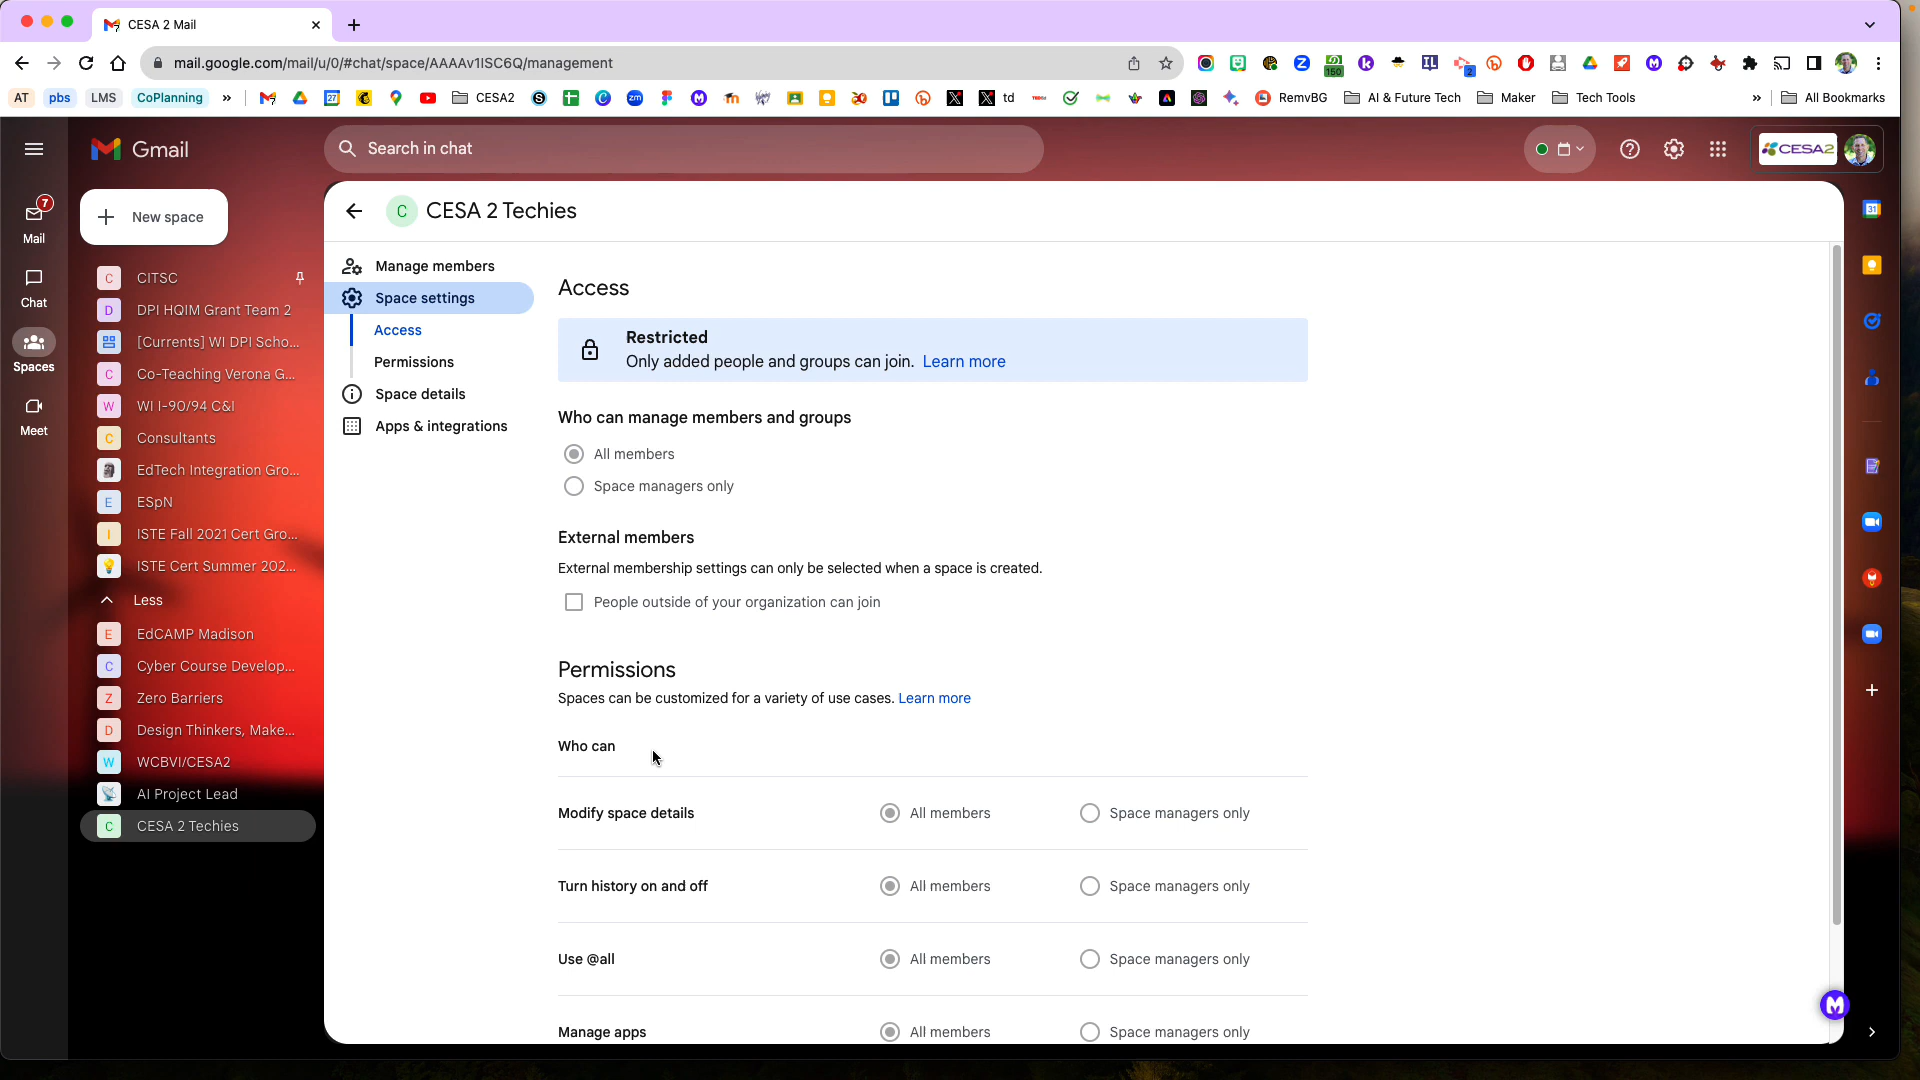 CESA 2 Mail
mail.google.com/mail/u/0/#chat/space/AAAAv1ISC6Q/management
150
2
AT
pbs
LMS
CoPlanning
CESA2
td
RemvBG
AI & Future Tech
Maker
Tech Tools
All Bookmarks
Gmail
Search in chat
CESA2
7
Mail
Chat
Spaces
Meet
New space
C CITSC
D DPI HQIM Grant Team 2
[Currents] WI DPI Scho...
C Co-Teaching Verona G...
W WI I-90/94 C&I
C Consultants
EdTech Integration Gro...
E ESpN
I ISTE Fall 2021 Cert Gro...
ISTE Cert Summer 202...
Less
E EdCAMP Madison
C Cyber Course Develop...
Z Zero Barriers
D Design Thinkers, Make...
W WCBVI/CESA2
AI Project Lead
C CESA 2 Techies
C CESA 2 Techies
Manage members
Space settings
Access
Permissions
Space details
Apps & integrations
Access
Restricted
Only added people and groups can join. Learn more
Who can manage members and groups
All members
Space managers only
External members
External membership settings can only be selected when a space is created.
People outside of your organization can join
Permissions
Spaces can be customized for a variety of use cases. Learn more
Who can
Modify space details All members Space managers only
Turn history on and off All members Space managers only
Use @all All members Space managers only
Manage apps All members Space managers only